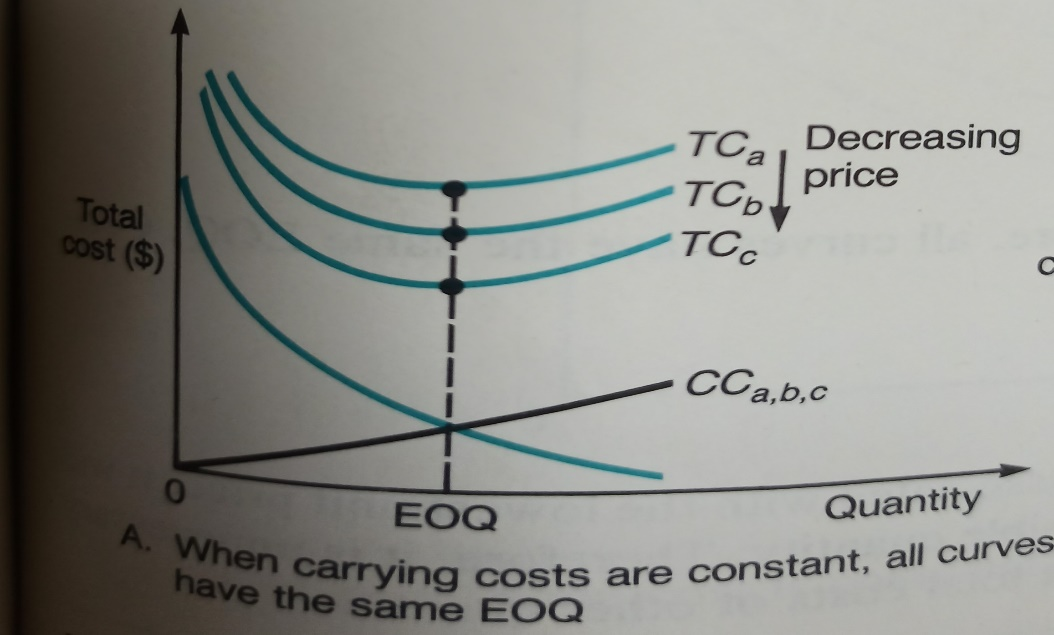 TCa
Decreasing
price
TCb
TCc
Total
cost ($)
CCa,b,c
0
EOQ
Quantity
A. When carrying costs are constant, all curves
have the same EOQ